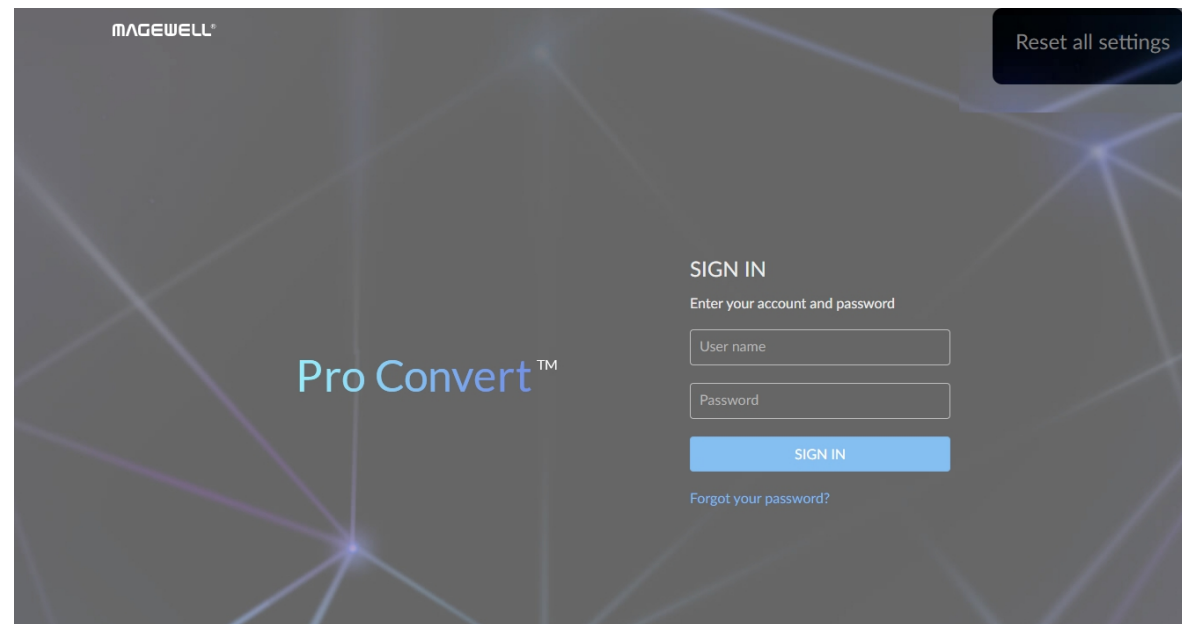 MAGEWELL®
Reset all settings
SIGN IN
Enter your account and password
User name
Pro Convert™
Password
SIGN IN
Forgot your password?